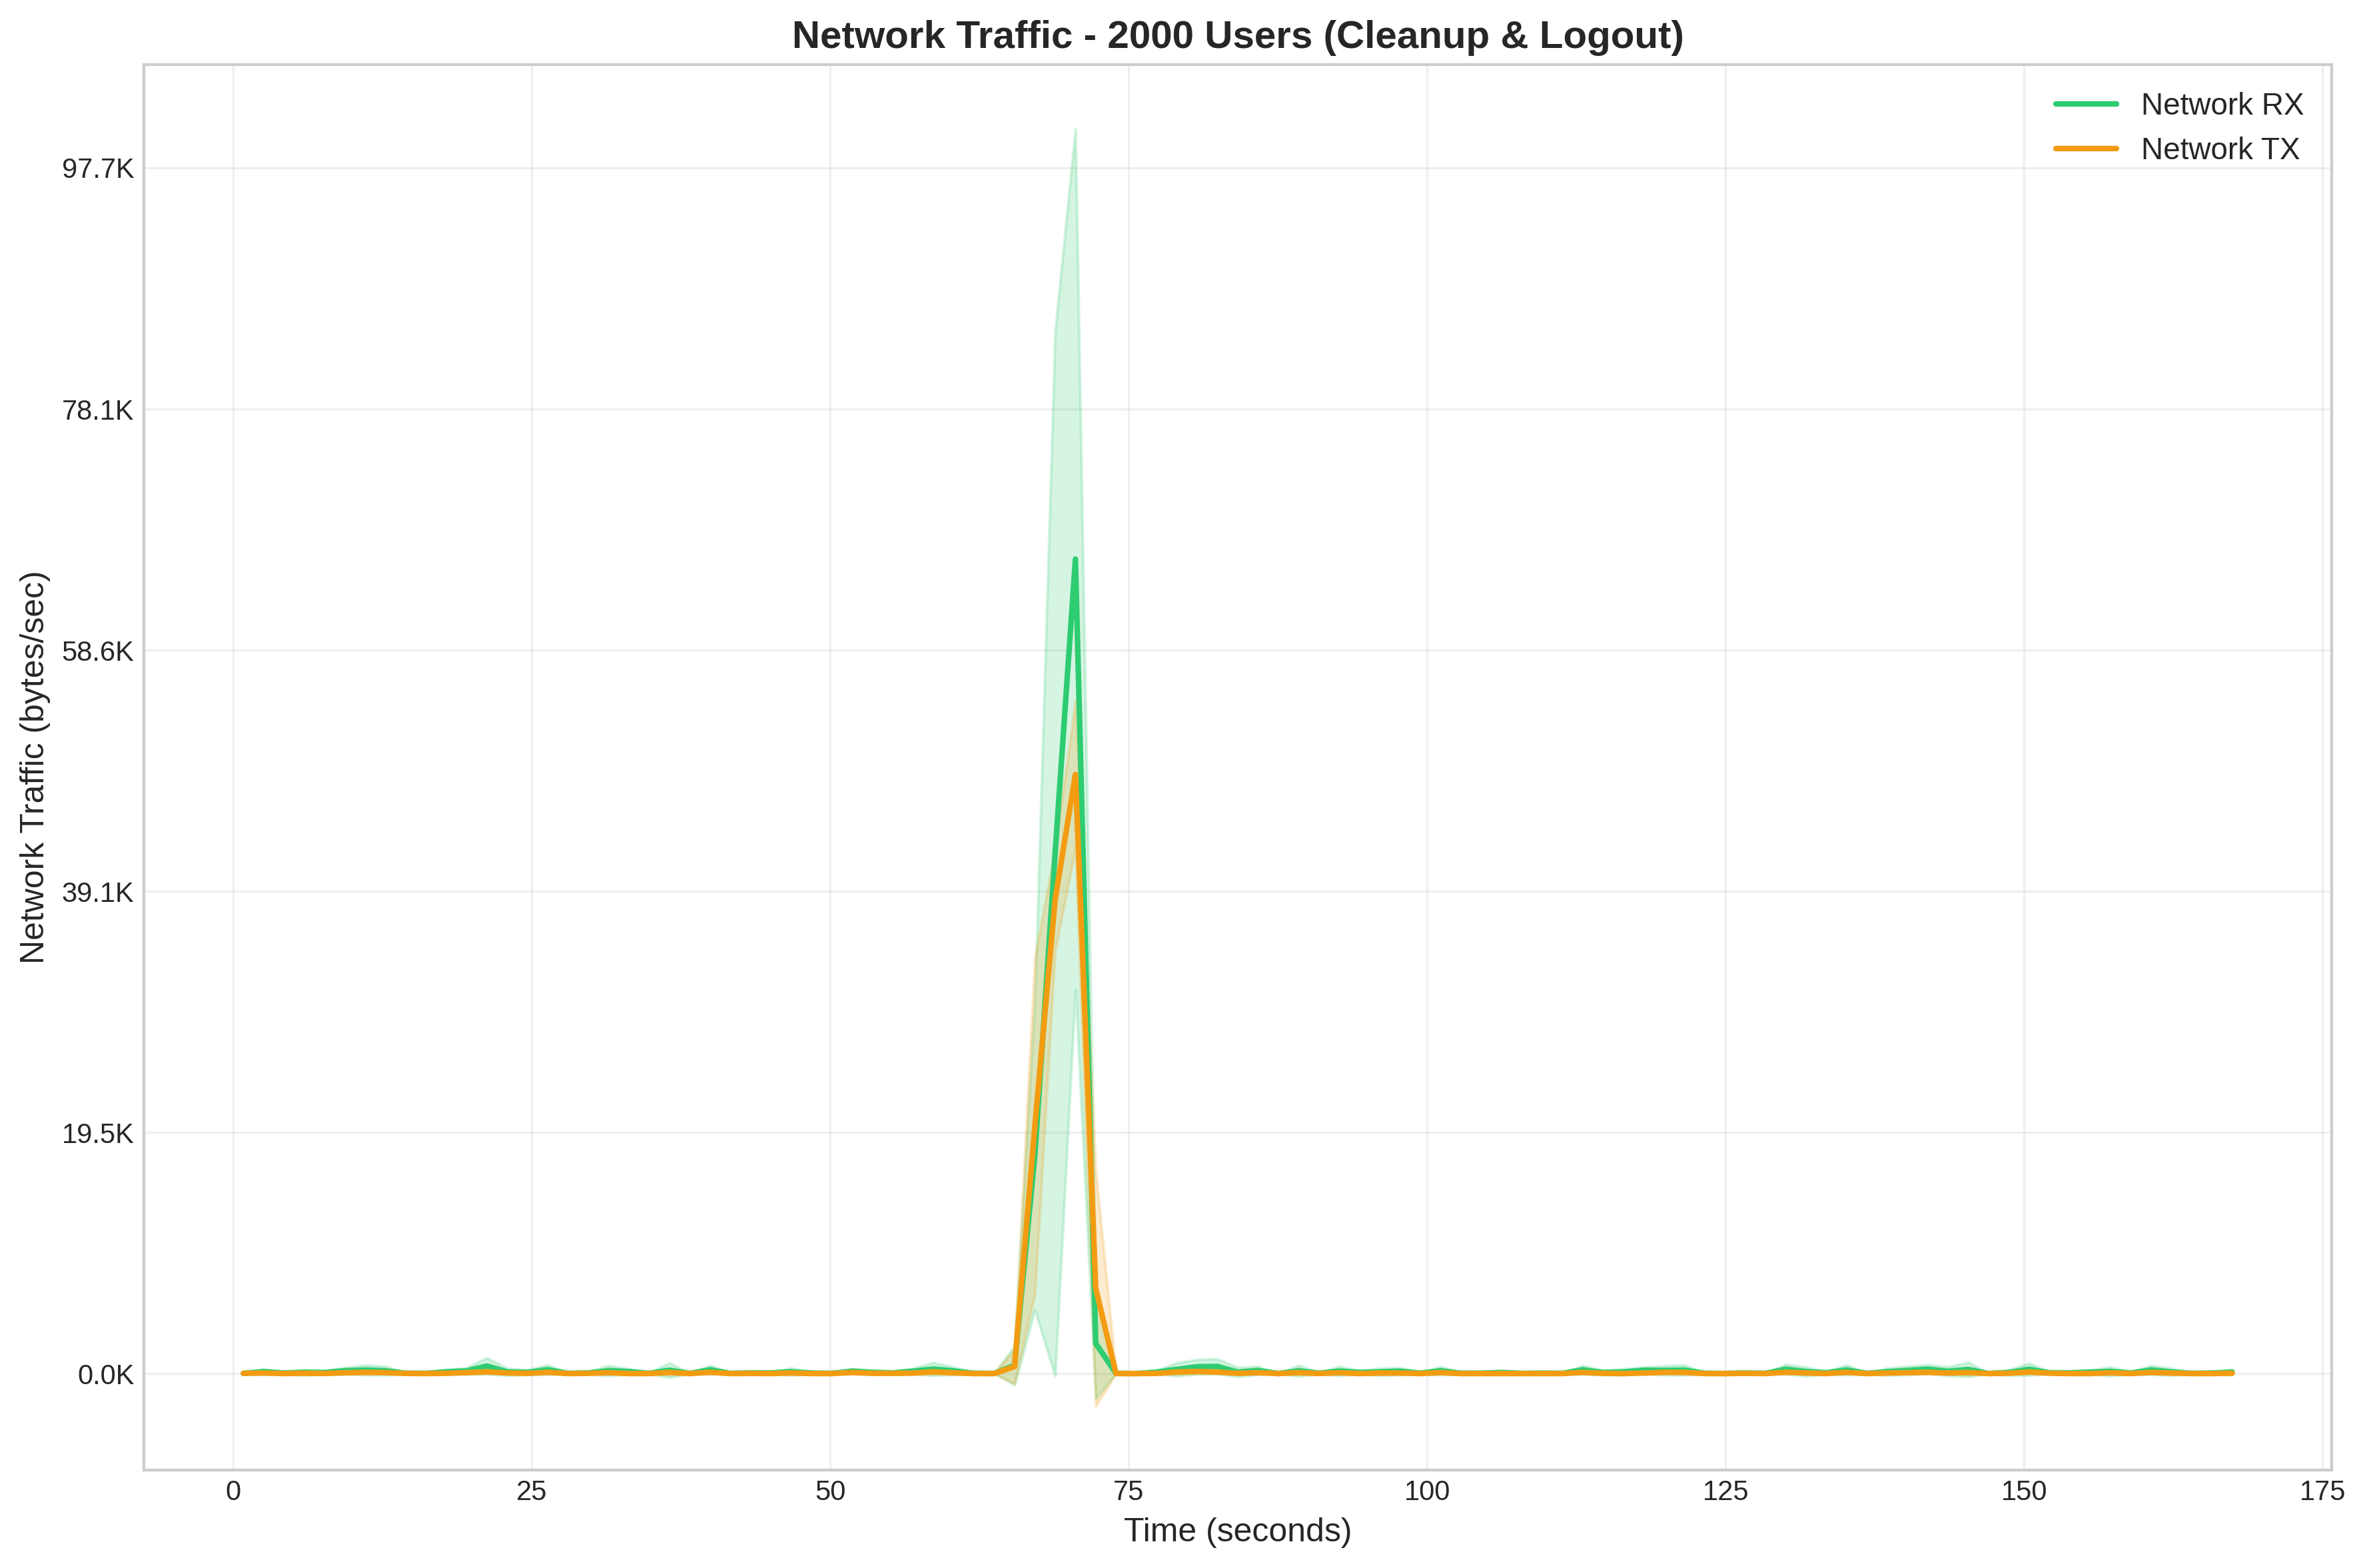 Network Traffic - 2000 Users (Cleanup & Logout)
Network RX
Network TX
Network Traffic (bytes/sec)
97.7K
78.1K
58.6K
39.1K
19.5K
0.0K
0 25 50 75 100 125 150 175
Time (seconds)